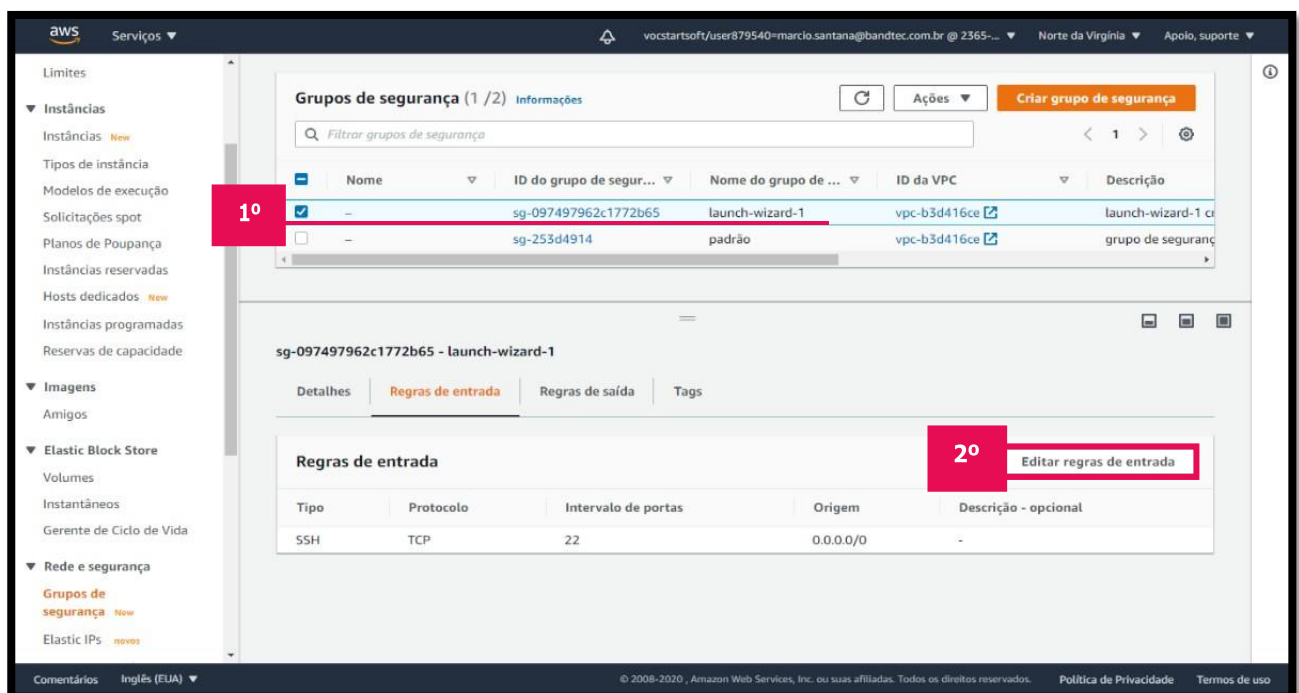 aws Serviços ▼ vocstartsoft/user879540=marcio.santana@bandtec.com.br @ 2365-... ▼ Norte da Virgínia ▼ Apoio, suporte ▼
Limites
▼ Instâncias
Instâncias New
Tipos de instância
Modelos de execução
Solicitações spot
Planos de Poupança
Instâncias reservadas
Hosts dedicados New
Instâncias programadas
Reservas de capacidade
▼ Imagens
Amigos
▼ Elastic Block Store
Volumes
Instantâneos
Gerente de Ciclo de Vida
▼ Rede e segurança
Grupos de
segurança New
Elastic IPs novos
Grupos de segurança (1 /2) Informações Ações ▼ Criar grupo de segurança
Filtrar grupos de segurança < 1 >
Nome ID do grupo de segur... Nome do grupo de ... ID da VPC Descrição
1º – sg-097497962c1772b65 launch-wizard-1 vpc-b3d416ce launch-wizard-1 cr
– sg-253d4914 padrão vpc-b3d416ce grupo de seguranç
sg-097497962c1772b65 - launch-wizard-1
Detalhes Regras de entrada Regras de saída Tags
Regras de entrada 2º Editar regras de entrada
Tipo Protocolo Intervalo de portas Origem Descrição - opcional
SSH TCP 22 0.0.0.0/0 -
Comentários Inglês (EUA) ▼ © 2008-2020 , Amazon Web Services, Inc. ou suas afiliadas. Todos os direitos reservados. Política de Privacidade Termos de uso